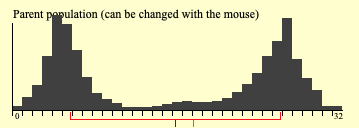 Parent population (can be changed with the mouse)
0 32